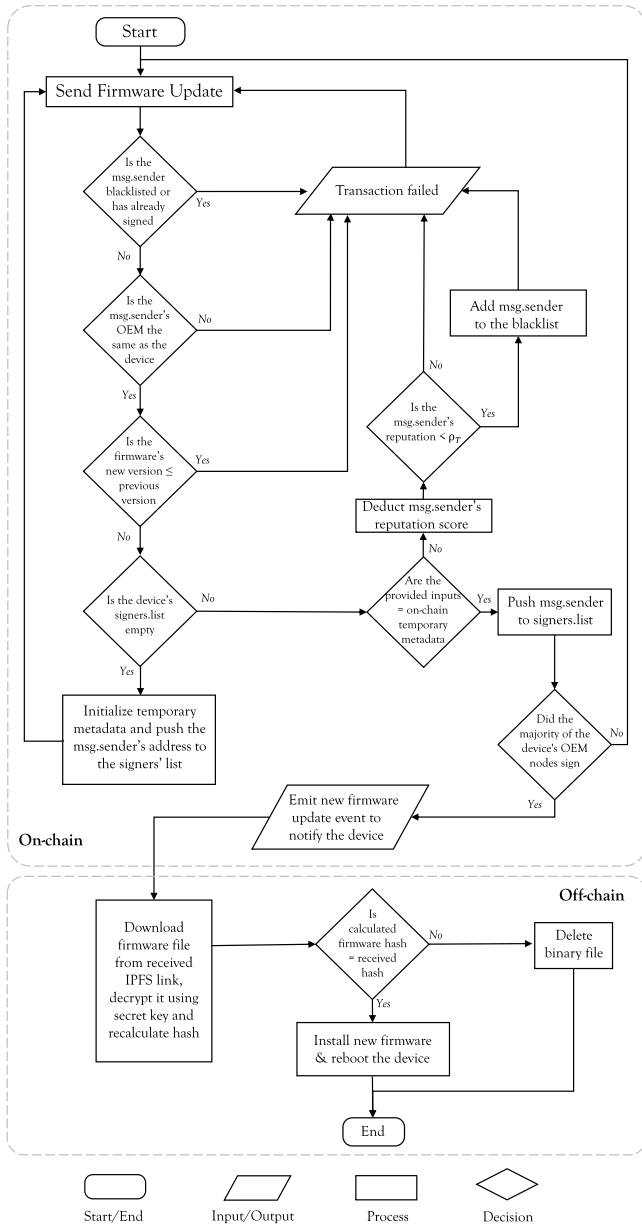 Start
Send Firmware Update
Is the
msg.sender
blacklisted or
has already
signed
Yes
Transaction failed
No
Is the
msg.sender's
OEM the
same as the
device
No
Add msg.sender
to the blacklist
Yes
No
Is the
msg.sender's
reputation < ρT
Yes
Is the
firmware's
new version ≤
previous
version
Yes
No
Deduct msg.sender's
reputation score
No
Is the device's
signers.list
empty
No
Are the
provided inputs
= on-chain
temporary
metadata
Yes
Push msg.sender
to signers.list
Yes
Initialize temporary
metadata and push the
msg.sender's address to
the signers' list
Did the
majority of the
device's OEM
nodes sign
No
Yes
Emit new firmware
update event to
notify the device
On-chain
Off-chain
Download
firmware file
from received
IPFS link,
decrypt it using
secret key and
recalculate hash
Is
calculated
firmware hash
= received
hash
No
Delete
binary file
Yes
Install new firmware
& reboot the device
End
Start/End
Input/Output
Process
Decision